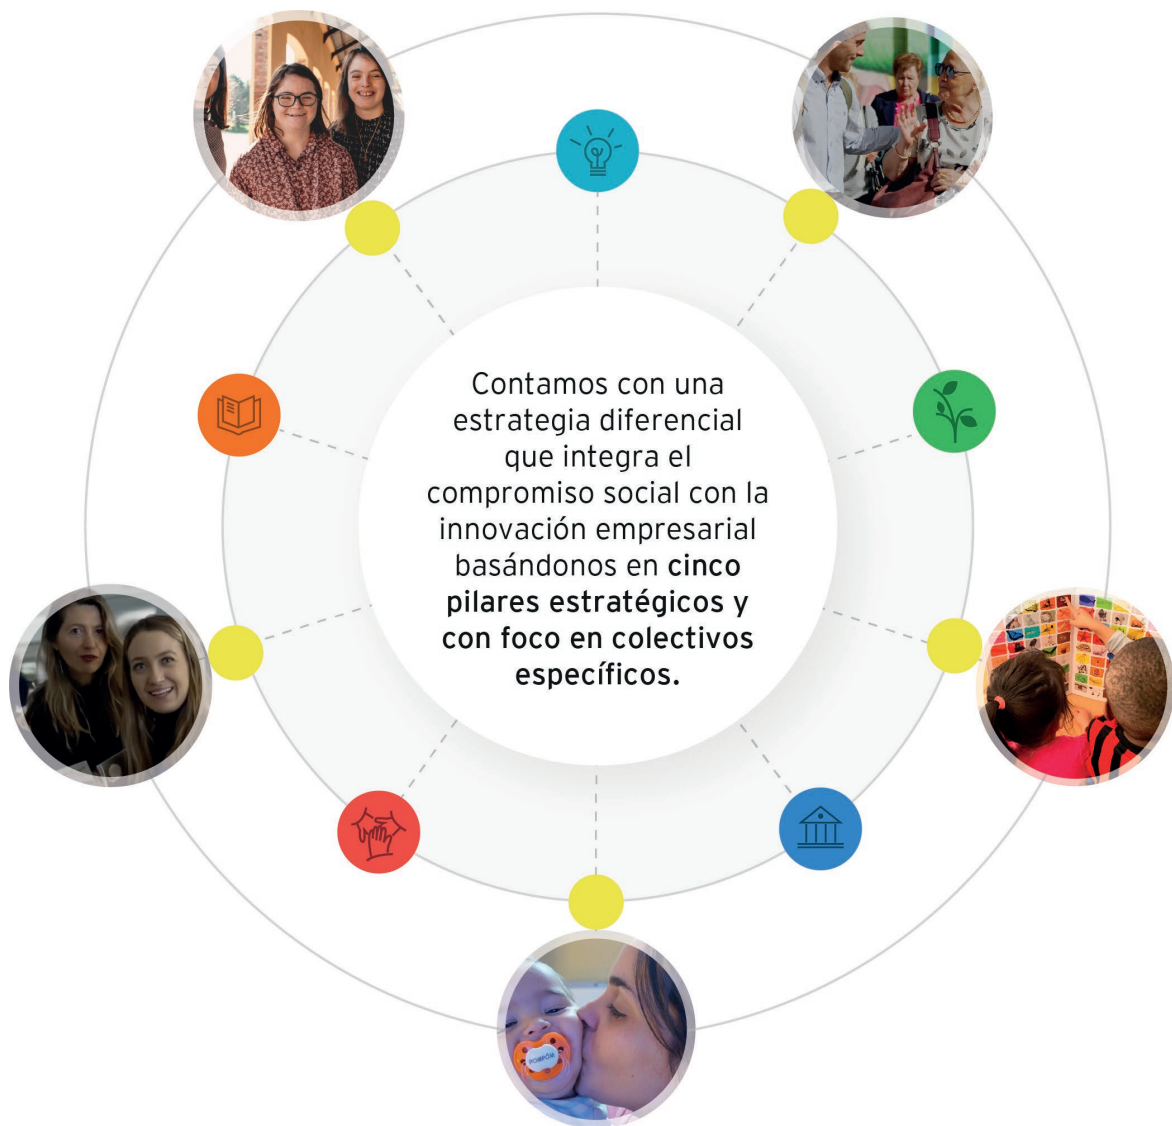 Contamos con una
estrategia diferencial
que integra el
compromiso social con la
innovación empresarial
basándonos en cinco
pilares estratégicos y
con foco en colectivos
específicos.
POMPÓM